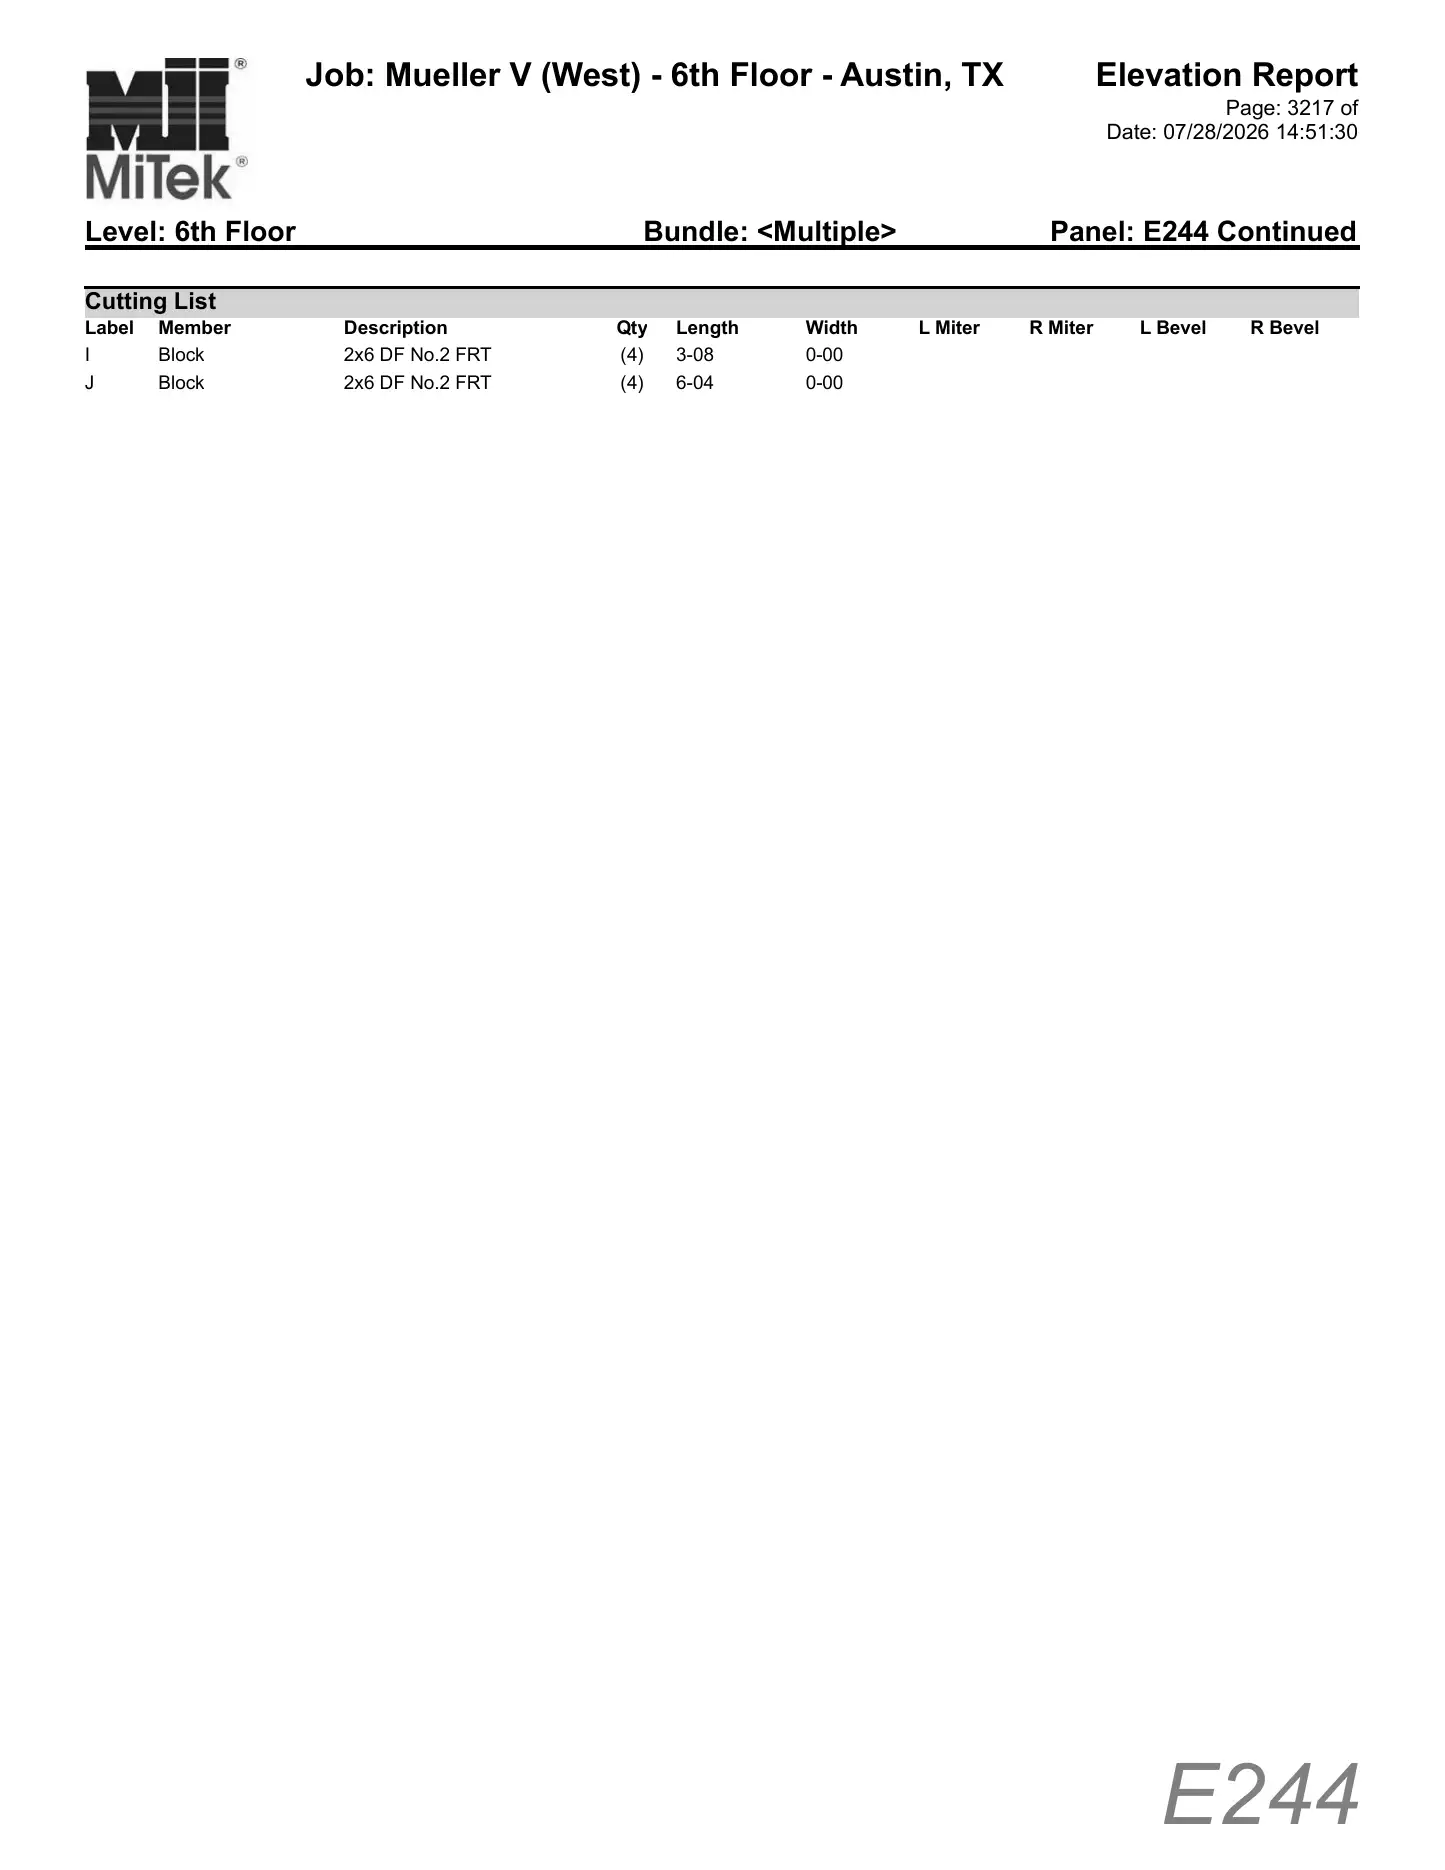 MiTek
Job: Mueller V (West) - 6th Floor - Austin, TX
Elevation Report
Page: 3217 of
Date: 07/28/2026 14:51:30
Level: 6th Floor Bundle: <Multiple> Panel: E244 Continued
Cutting List
Label Member Description Qty Length Width L Miter R Miter L Bevel R Bevel
I Block 2x6 DF No.2 FRT (4) 3-08 0-00
J Block 2x6 DF No.2 FRT (4) 6-04 0-00
E244